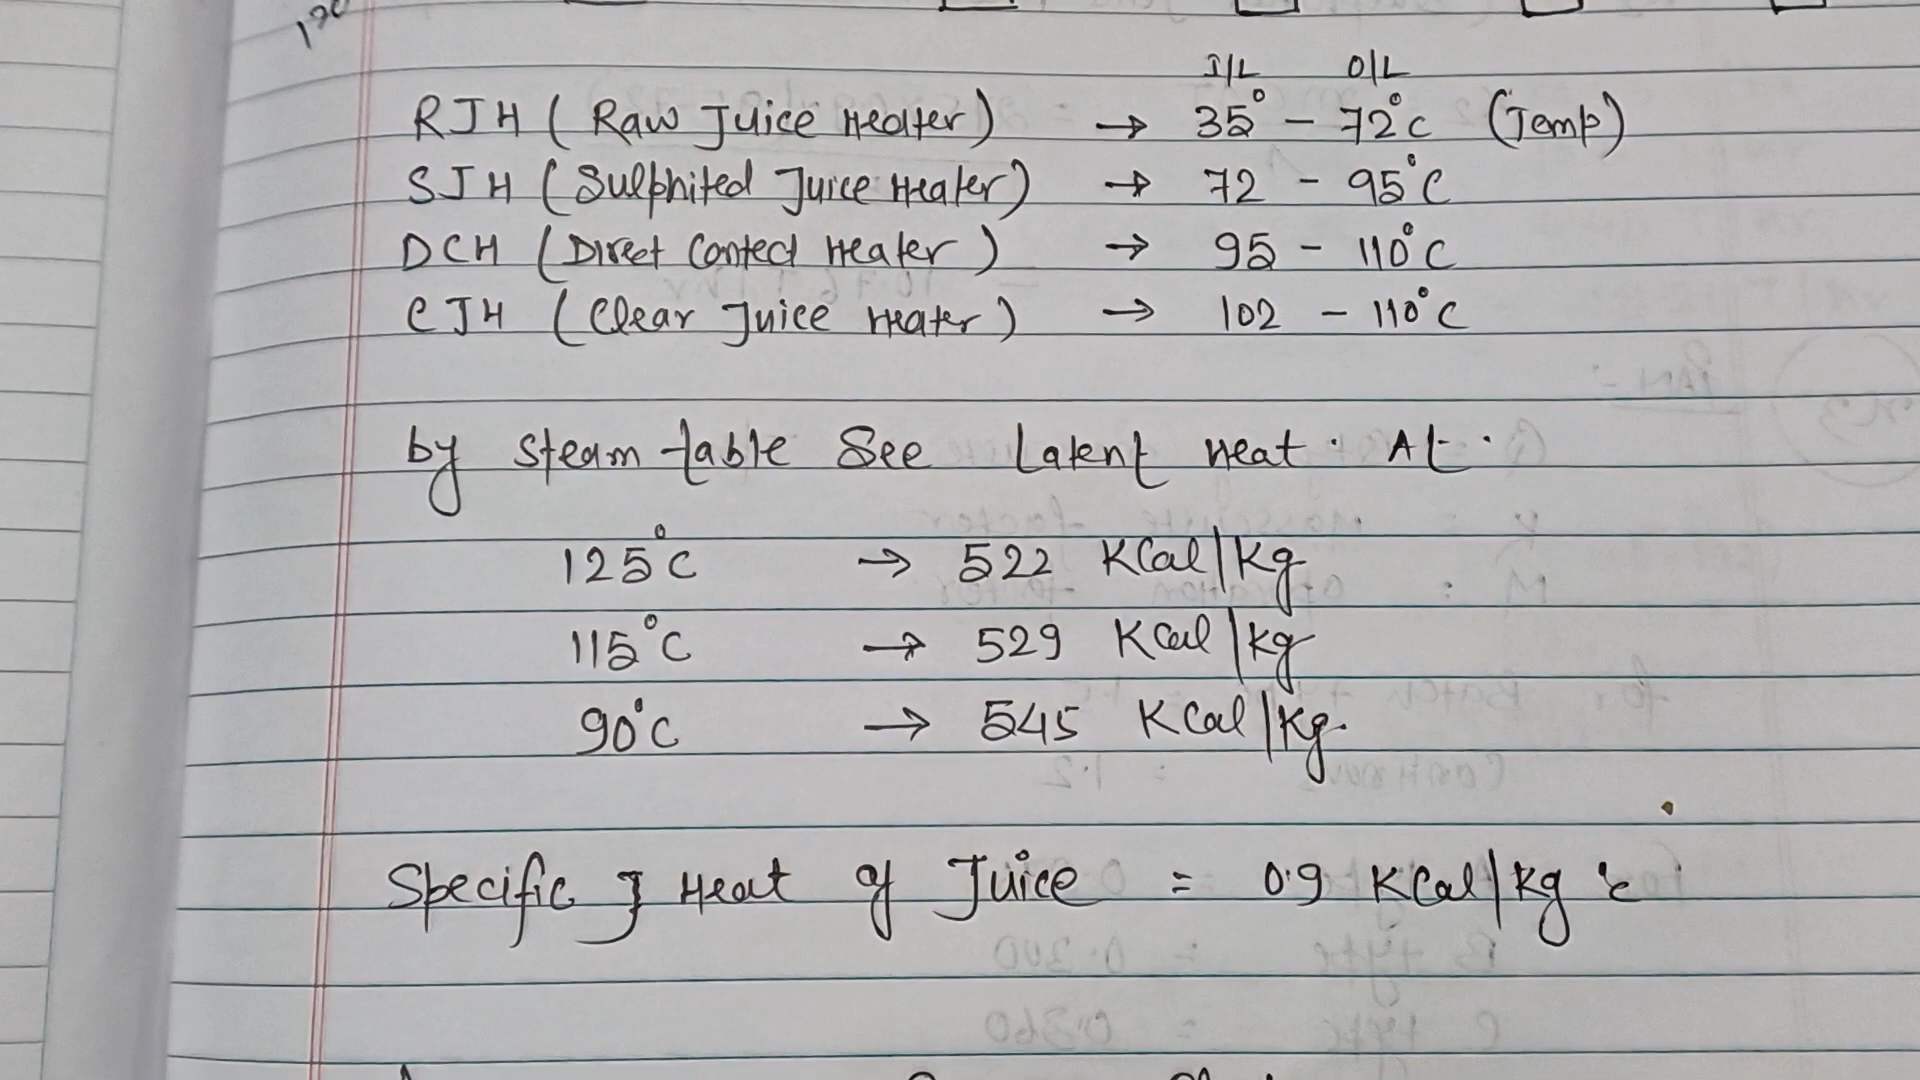 I/L O/L
RJH ( Raw Juice Heater) → 35° - 72°c (Temp)
SJH ( Sulphited Juice Heater) → 72 - 95°C
DCH ( Direct Contect Heater ) → 95 - 110°C
CJH ( Clear Juice Heater ) → 102 - 110°C
by steam table See Latent Heat. At.
125°C → 522 KCal/kg
115°C → 529 KCal/kg
90°C → 545 KCal/kg.
Specific Heat of Juice = 0.9 KCal/kg °c